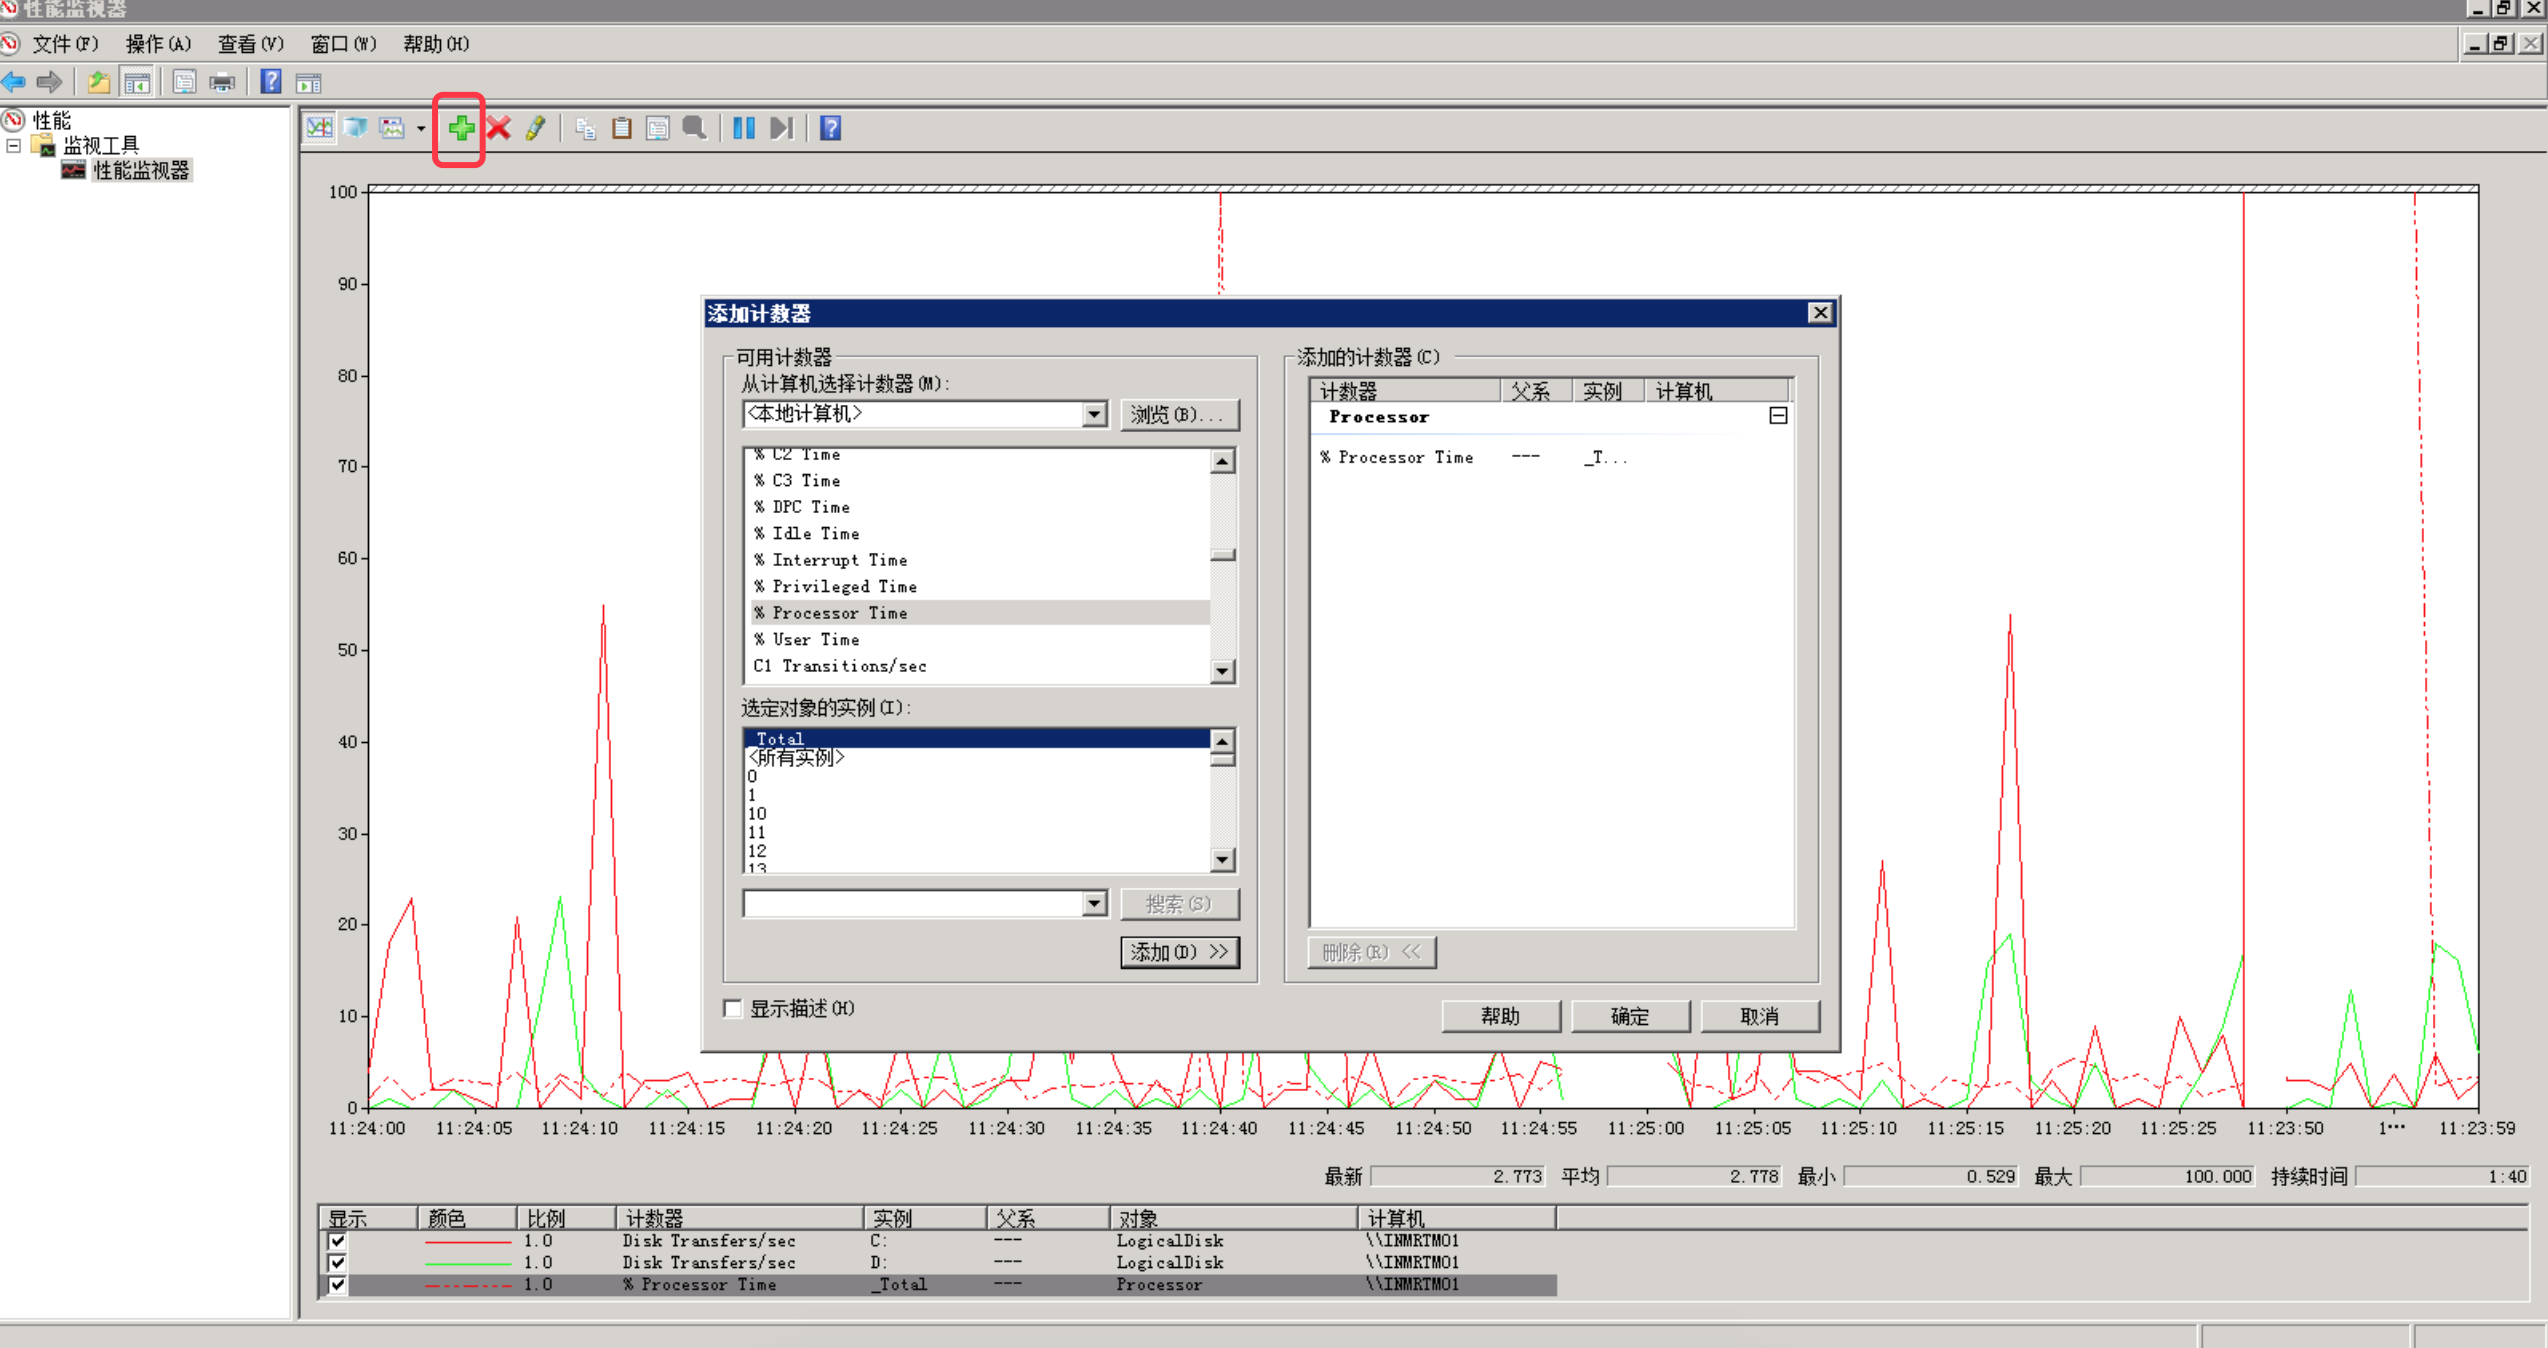 性能监视器
文件(F) 操作(A) 查看(V) 窗口(W) 帮助(H)
性能
监视工具
性能监视器
100
90
80
70
60
50
40
30
20
10
0
添加计数器
可用计数器
从计算机选择计数器(M):
<本地计算机>
浏览(B)...
% C2 Time
% C3 Time
% DPC Time
% Idle Time
% Interrupt Time
% Privileged Time
% Processor Time
% User Time
C1 Transitions/sec
选定对象的实例(I):
_Total
<所有实例>
0
1
10
11
12
13
搜索(S)
添加(D) >>
显示描述(H)
添加的计数器(C)
计数器 父系 实例 计算机
Processor
% Processor Time --- _T...
删除(R) <<
帮助 确定 取消
11:24:00 11:24:05 11:24:10 11:24:15 11:24:20 11:24:25 11:24:30 11:24:35 11:24:40 11:24:45 11:24:50 11:24:55 11:25:00 11:25:05 11:25:10 11:25:15 11:25:20 11:25:25 11:23:50 1... 11:23:59
最新 2.773 平均 2.778 最小 0.529 最大 100.000 持续时间 1:40
显示 颜色 比例 计数器 实例 父系 对象 计算机
1.0 Disk Transfers/sec C: --- LogicalDisk \\INMRTM01
1.0 Disk Transfers/sec D: --- LogicalDisk \\INMRTM01
1.0 % Processor Time _Total --- Processor \\INMRTM01